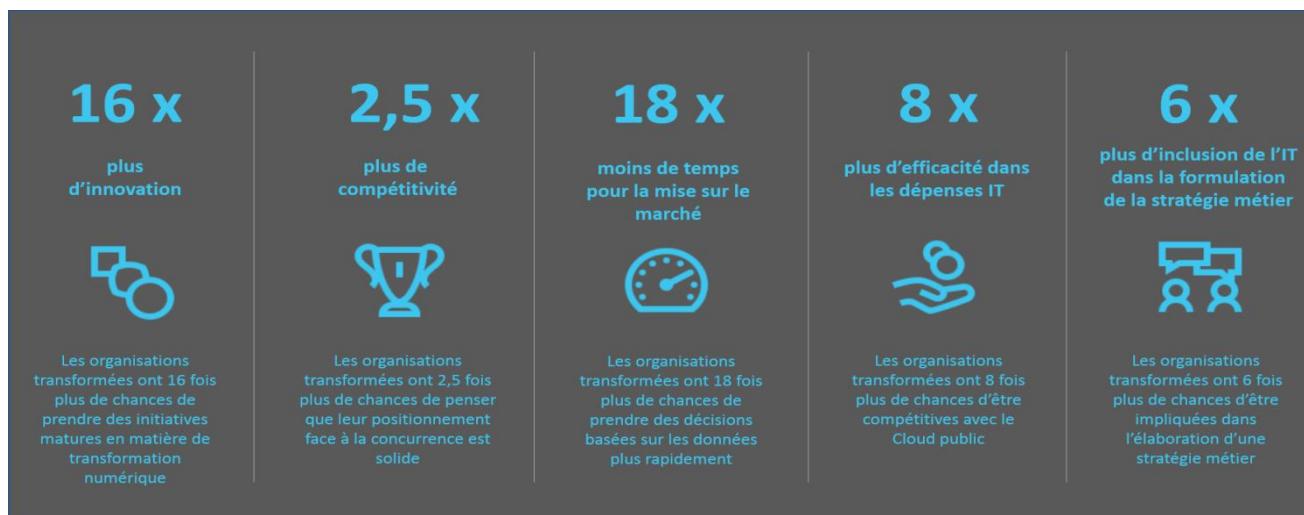 16 x
plus
d’innovation
Les organisations
transformées ont 16 fois
plus de chances de
prendre des initiatives
matures en matière de
transformation
numérique
2,5 x
plus de
compétitivité
Les organisations
transformées ont 2,5 fois
plus de chances de penser
que leur positionnement
face à la concurrence est
solide
18 x
moins de temps
pour la mise sur le
marché
Les organisations
transformées ont 18 fois
plus de chances de
prendre des décisions
basées sur les données
plus rapidement
8 x
plus d’efficacité dans
les dépenses IT
Les organisations
transformées ont 8 fois
plus de chances d’être
compétitives avec le
Cloud public
6 x
plus d’inclusion de l’IT
dans la formulation
de la stratégie métier
Les organisations
transformées ont 6 fois
plus de chances d’être
impliquées dans
l’élaboration d’une
stratégie métier